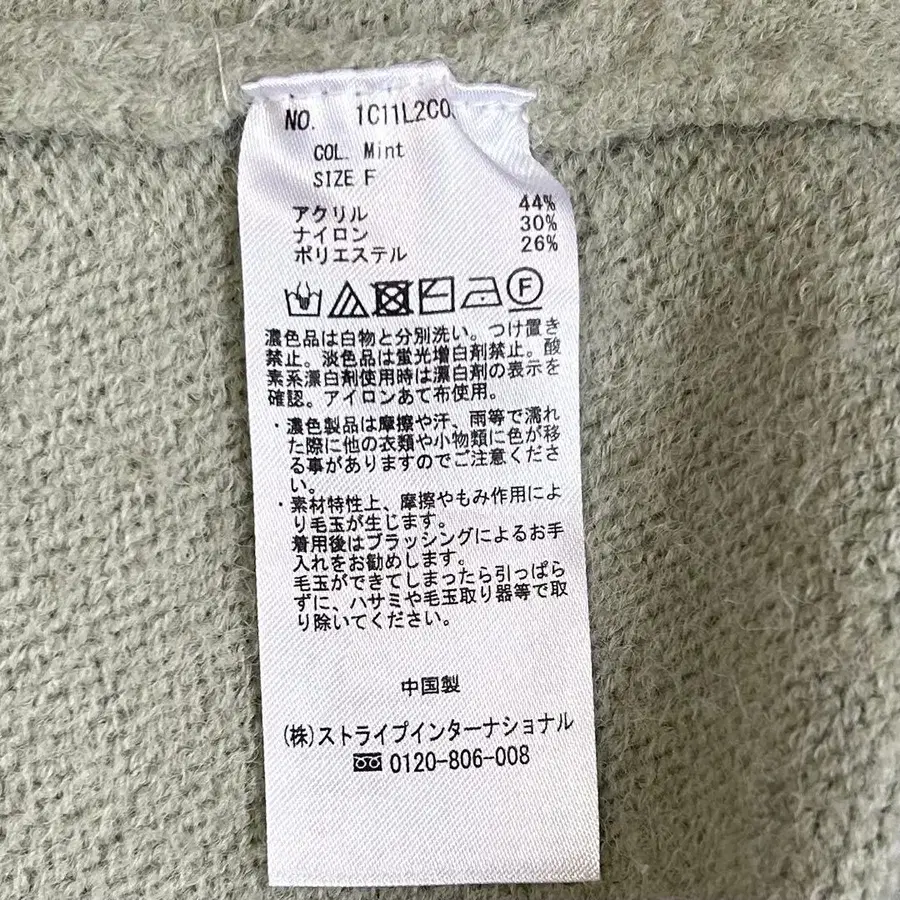 NO. 1C11L2C0
COL. Mint
SIZE F
アクリル 44%
ナイロン 30%
ポリエステル 26%
F
濃色品は白物と分別洗い。つけ置き
禁止。淡色品は蛍光増白剤禁止。酸
素系漂白剤使用時は漂白剤の表示を
確認。アイロンあて布使用。
・濃色製品は摩擦や汗、雨等で濡れ
た際に他の衣類や小物類に色が移
る事がありますのでご注意くださ
い。
・素材特性上、摩擦やもみ作用によ
り毛玉が生じます。
着用後はブラッシングによるお手
入れをお勧めします。
毛玉ができてしまったら引っぱら
ずに、ハサミや毛玉取り器等で取
り除いてください。
中国製
(株)ストライプインターナショナル
0120-806-008